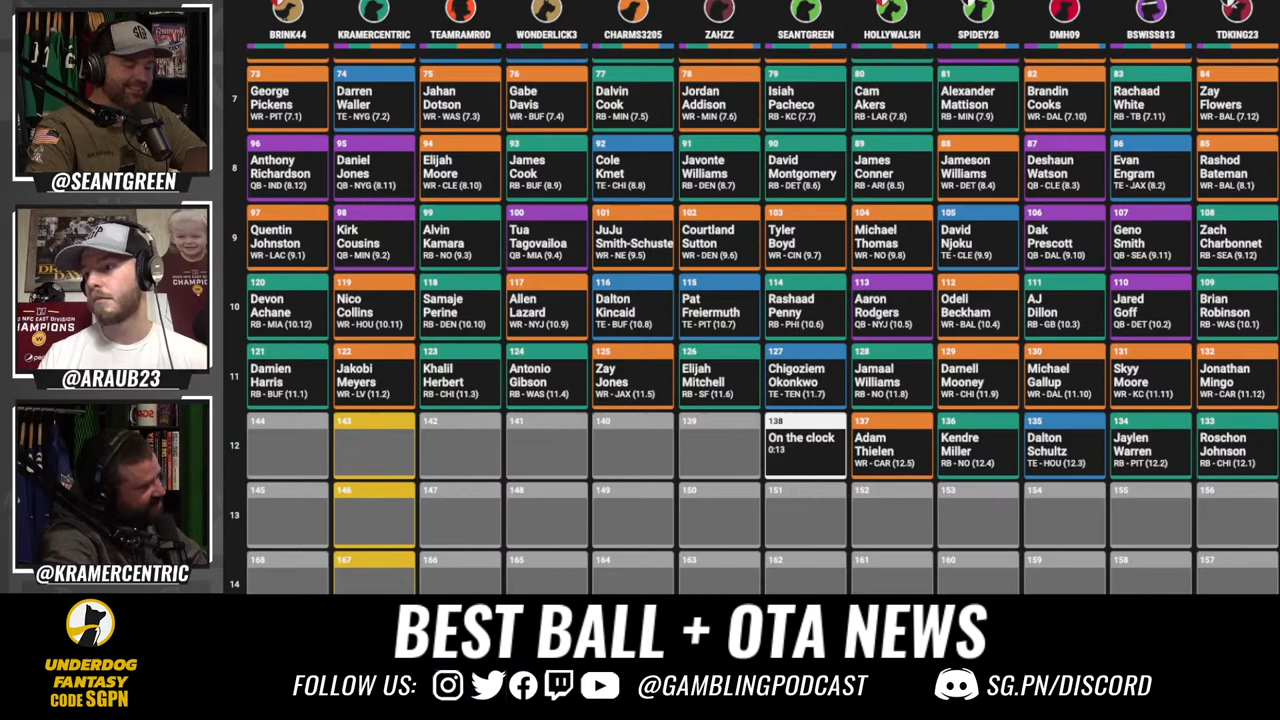 BRINK44 KRAMERCENTRIC TEAMRAMROD WONDERLICK3 CHARMS3205 ZAHZZ SEANTGREEN HOLLYWALSH SPIDEY28 DMH09 BSWISS813 TDKING23
73 74 75 76 77 78 79 80 81 82 83 84
George Darren Jahan Gabe Dalvin Jordan Isiah Cam Alexander Brandin Rachaad Zay
7
Pickens Waller Dotson Davis Cook Addison Pacheco Akers Mattison Cooks White Flowers
WR - PIT (7.1) TE - NYG (7.2) WR - WAS (7.3) WR - BUF (7.4) RB - MIN (7.5) WR - MIN (7.6) RB - KC (7.7) RB - LAR (7.8) RB - MIN (7.9) WR - DAL (7.10) RB - TB (7.11) WR - BAL (7.12)
96 95 94 93 92 91 90 89 88 87 86 85
Anthony Daniel Elijah James Cole Javonte David James Jameson Deshaun Evan Rashod
8
Richardson Jones Moore Cook Kmet Williams Montgomery Conner Williams Watson Engram Bateman
QB - IND (8.12) QB - NYG (8.11) WR - CLE (8.10) RB - BUF (8.9) TE - CHI (8.8) RB - DEN (8.7) RB - DET (8.6) RB - ARI (8.5) WR - DET (8.4) QB - CLE (8.3) TE - JAX (8.2) WR - BAL (8.1)
@SEANTGREEN
97 98 99 100 101 102 103 104 105 106 107 108
Quentin Kirk Alvin Tua JuJu Courtland Tyler Michael David Dak Geno Zach
9
Johnston Cousins Kamara Tagovailoa Smith-Schuste Sutton Boyd Thomas Njoku Prescott Smith Charbonnet
WR - LAC (9.1) QB - MIN (9.2) RB - NO (9.3) QB - MIA (9.4) WR - NE (9.5) WR - DEN (9.6) WR - CIN (9.7) WR - NO (9.8) TE - CLE (9.9) QB - DAL (9.10) QB - SEA (9.11) RB - SEA (9.12)
120 119 118 117 116 115 114 113 112 111 110 109
Devon Nico Samaje Allen Dalton Pat Rashaad Aaron Odell AJ Jared Brian
10
Achane Collins Perine Lazard Kincaid Freiermuth Penny Rodgers Beckham Dillon Goff Robinson
RB - MIA (10.12) WR - HOU (10.11) RB - DEN (10.10) WR - NYJ (10.9) TE - BUF (10.8) TE - PIT (10.7) RB - PHI (10.6) QB - NYJ (10.5) WR - BAL (10.4) RB - GB (10.3) QB - DET (10.2) RB - WAS (10.1)
121 122 123 124 125 126 127 128 129 130 131 132
Damien Jakobi Khalil Antonio Zay Elijah Chigoziem Jamaal Darnell Michael Skyy Jonathan
11
Harris Meyers Herbert Gibson Jones Mitchell Okonkwo Williams Mooney Gallup Moore Mingo
RB - BUF (11.1) WR - LV (11.2) RB - CHI (11.3) RB - WAS (11.4) WR - JAX (11.5) RB - SF (11.6) TE - TEN (11.7) RB - NO (11.8) WR - CHI (11.9) WR - DAL (11.10) WR - KC (11.11) WR - CAR (11.12)
@ARAUB23
144 143 142 141 140 139 138 137 136 135 134 133
On the clock Adam Kendre Dalton Jaylen Roschon
12
0:13 Thielen Miller Schultz Warren Johnson
WR - CAR (12.5) RB - NO (12.4) TE - HOU (12.3) RB - PIT (12.2) RB - CHI (12.1)
145 146 147 148 149 150 151 152 153 154 155 156
13
168 167 166 165 164 163 162 161 160 159 158 157
14
@KRAMERCENTRIC
UNDERDOG
FANTASY
CODE SGPN
BEST BALL + OTA NEWS
FOLLOW US: @GAMBLINGPODCAST SG.PN/DISCORD